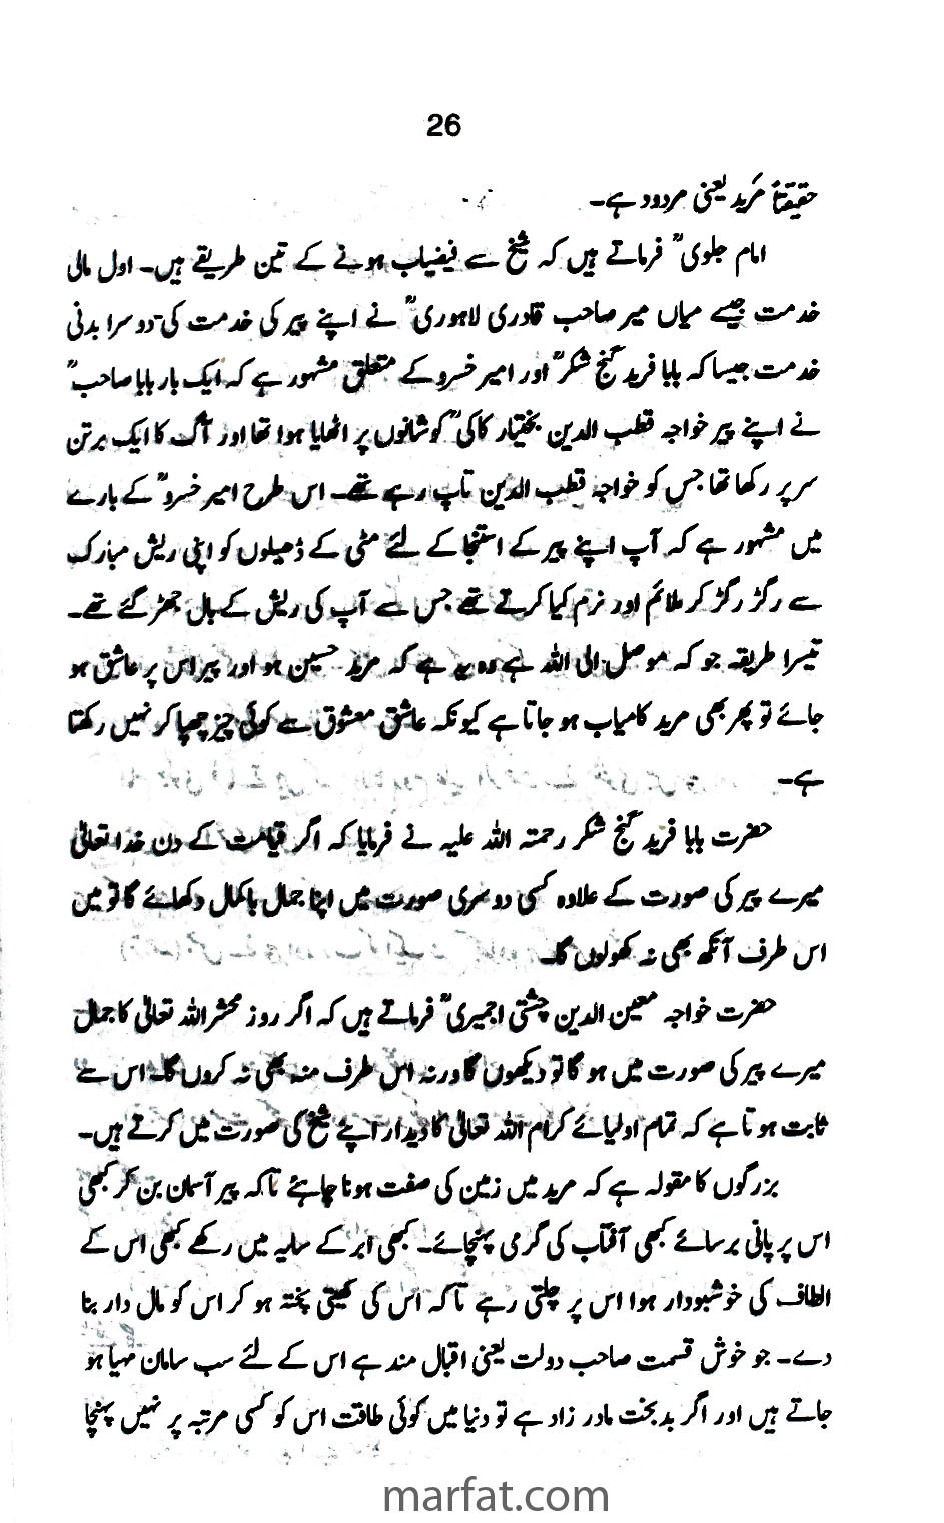 26
حقیقتاً مَرید یعنی مردود ہے۔
امام جلویؒ فرماتے ہیں کہ شیخ سے فیضیاب ہونے کے تین طریقے ہیں۔ اول مالی
خدمت جیسے میاں میر صاحب قادری لاہوریؒ نے اپنے پیر کی خدمت کی۔ دوسرا بدنی
خدمت جیسا کہ بابا فرید گنج شکرؒ اور امیر خسرو کے متعلق مشہور ہے کہ ایک بار بابا صاحبؒ
نے اپنے پیر خواجہ قطب الدین بختیار کاکیؒ کو شانوں پر اٹھایا ہوا تھا اور آگ کا ایک برتن
سر پر رکھا تھا جس کو خواجہ قطب الدین تاپ رہے تھے۔ اس طرح امیر خسروؒ کے بارے
میں مشہور ہے کہ آپ اپنے پیر کے استنجا کے لئے مٹی کے ڈھیلوں کو اپنی ریش مبارک
سے رگڑ رگڑ کر ملائم اور نرم کیا کرتے تھے جس سے آپ کی ریش کے بال جھڑ گئے تھے۔
تیسرا طریقہ جو کہ موصل الی اللہ ہے وہ یہ ہے کہ مرید حسین ہو اور پیر اس پر عاشق ہو
جائے تو پھر بھی مرید کامیاب ہو جاتا ہے کیونکہ عاشق معشوق سے کوئی چیز چھپا کر نہیں رکھتا
ہے۔
حضرت بابا فرید گنج شکر رحمتہ اللہ علیہ نے فرمایا کہ اگر قیامت کے دن خدا تعالیٰ
میرے پیر کی صورت کے علاوہ کسی دوسری صورت میں اپنا جمال باکمال دکھلائے گا تو میں
اس طرف آنکھ بھی نہ کھولوں گا۔
حضرت خواجہ معین الدین چشتی اجمیریؒ فرماتے ہیں کہ اگر روز محشر اللہ تعالیٰ کا جمال
میرے پیر کی صورت میں ہو گا تو دیکھوں گا ورنہ اس طرف منہ بھی نہ کروں گا۔ اس سے
ثابت ہوتا ہے کہ تمام اولیائے کرام اللہ تعالیٰ کا دیدار اپنے شیخ کی صورت میں کرتے ہیں۔
بزرگوں کا مقولہ ہے کہ مرید میں زمین کی صفت ہونا چاہئے تاکہ پیر آسمان بن کر کبھی
اس پر پانی برسائے کبھی آفتاب کی گرمی پہنچائے۔ کبھی ابر کے سایہ میں رکھے کبھی اس کے
الطاف کی خوشبودار ہوا اس پر چلتی رہے تاکہ اس کی کھیتی پختہ ہو کر اس کو مال دار بنا
دے۔ جو خوش قسمت صاحب دولت یعنی اقبال مند ہے اس کے لئے سب سامان مہیا ہو
جاتے ہیں اور اگر بدبخت مادر زاد ہے تو دنیا میں کوئی طاقت اس کو کسی مرتبہ پر نہیں پہنچا
marfat.com